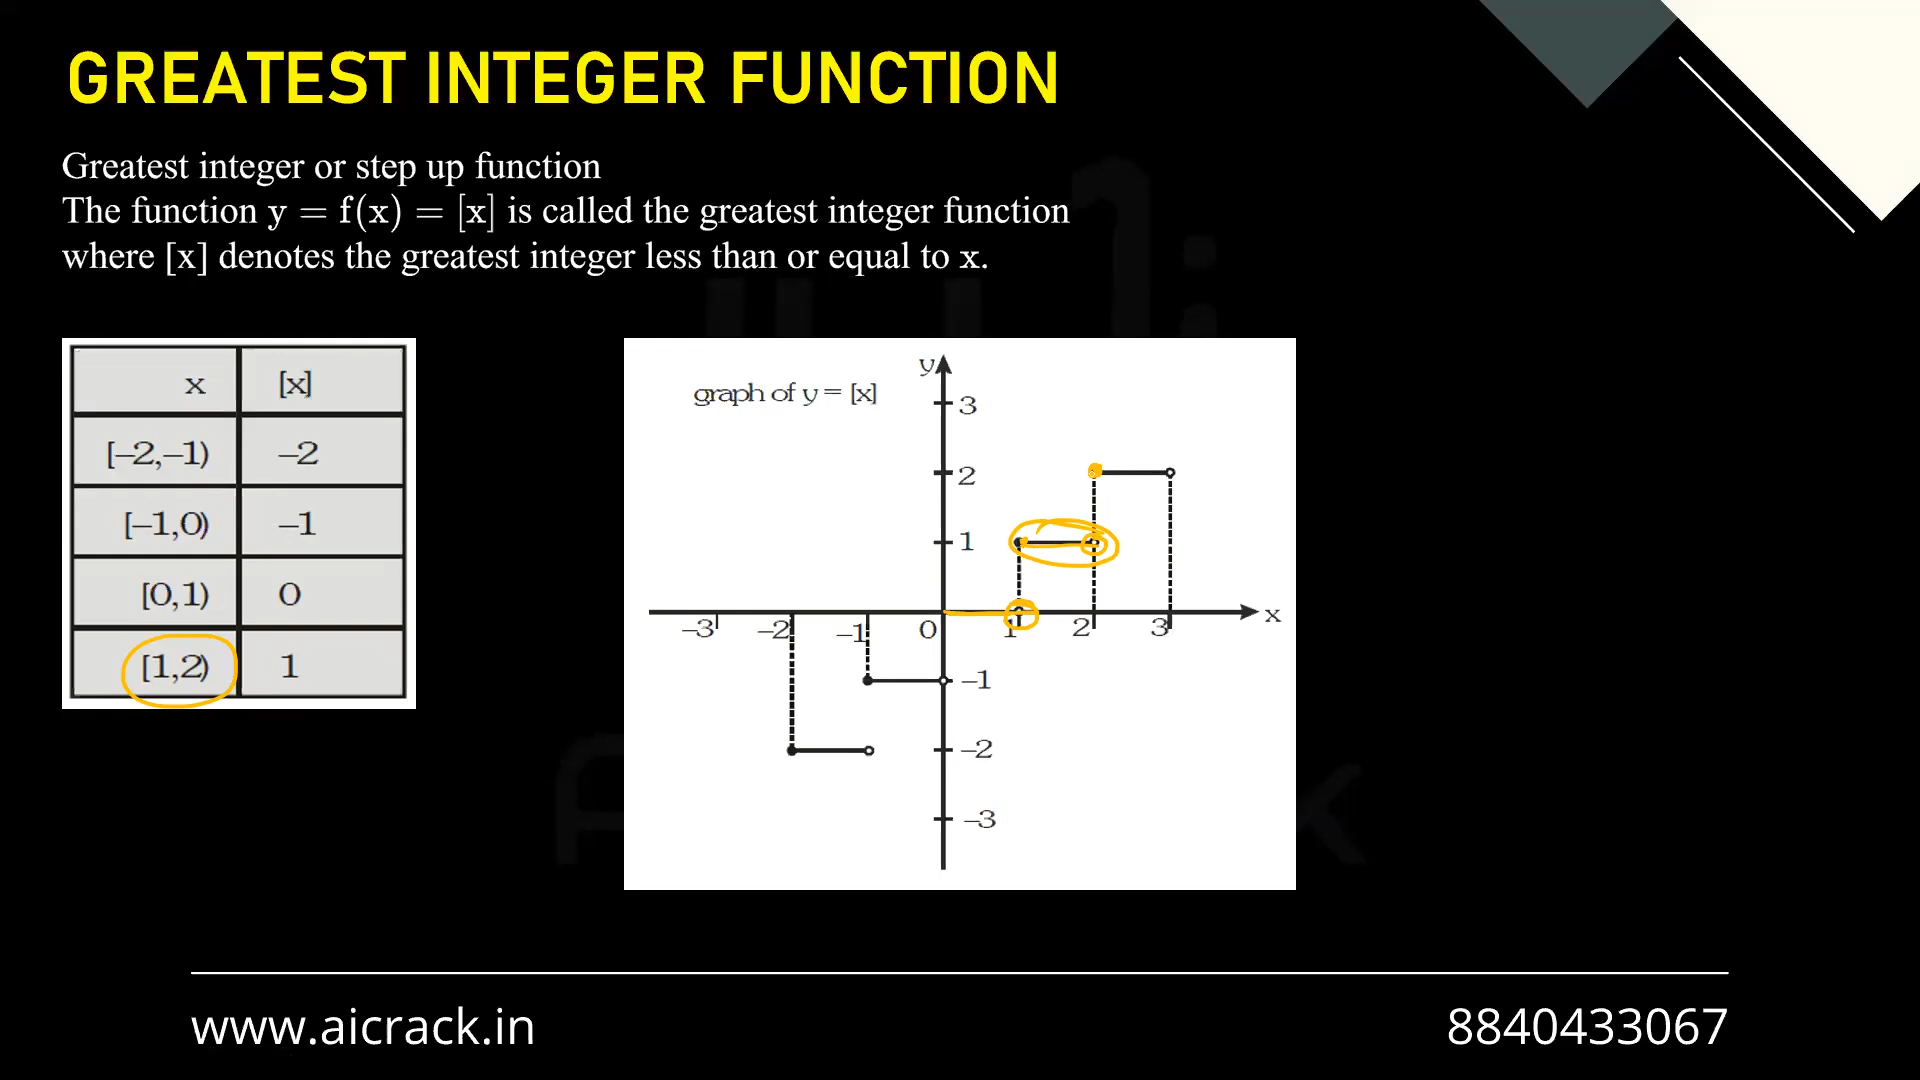 GREATEST INTEGER FUNCTION
Greatest integer or step up function
The function y = f(x) = [x] is called the greatest integer function
where [x] denotes the greatest integer less than or equal to x.
x [x]
[–2,–1) –2
[–1,0) –1
[0,1) 0
[1,2) 1
graph of y = [x]
y
3
2
1
–3 –2 –1 0 1 2 3 x
–1
–2
–3
www.aicrack.in
8840433067